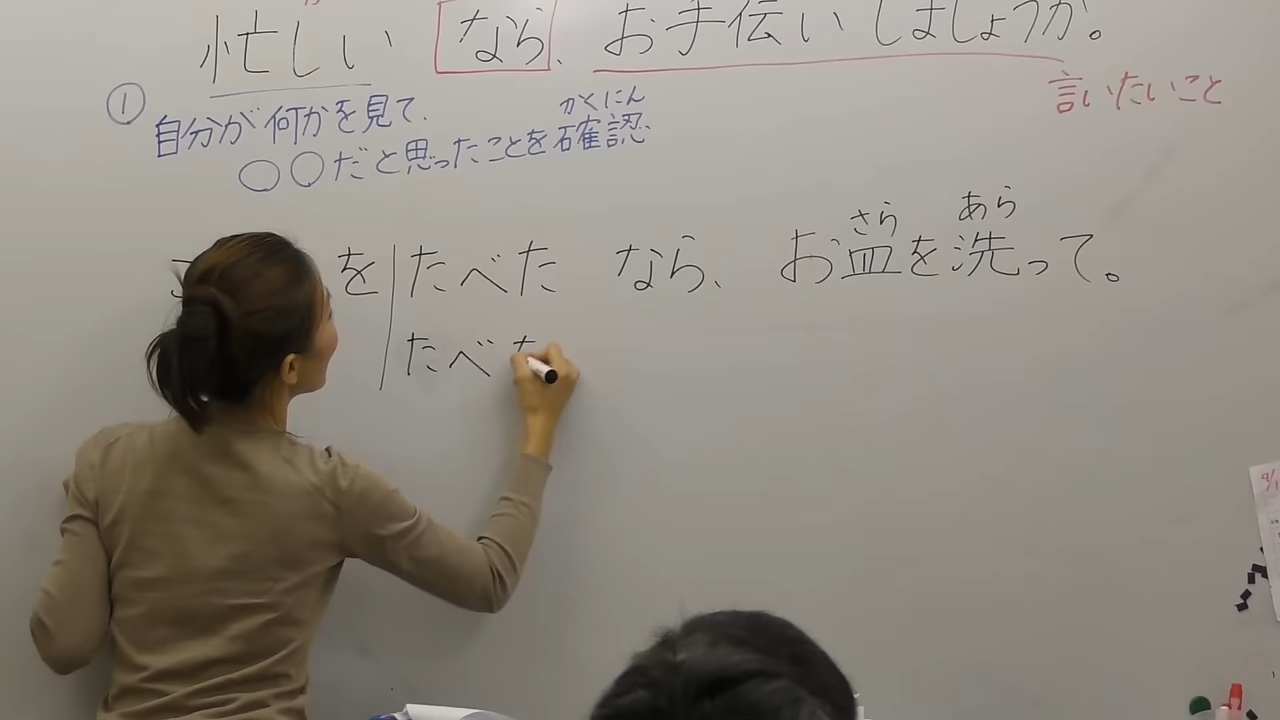 忙しいなら、お手伝いしましょうか。
言いたいこと
① 自分が何かを見て、
かくにん
〇〇だと思ったことを確認
さら あら
を たべた なら、お皿を洗って。
たべ